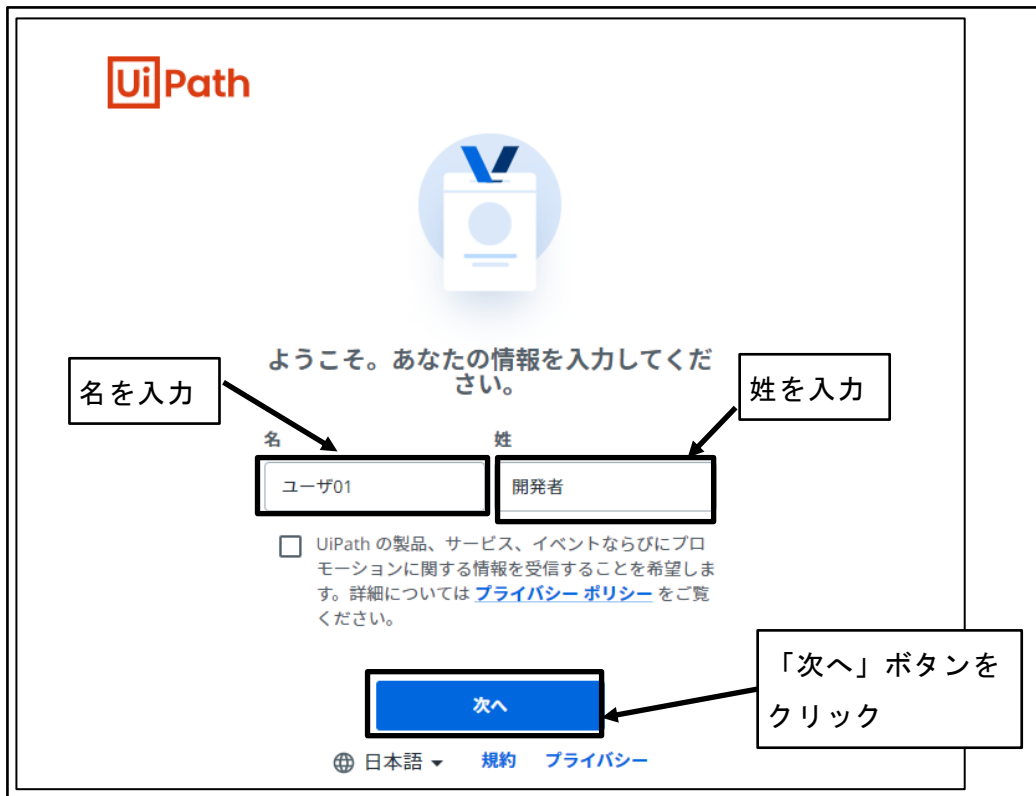 UiPath
ようこそ。あなたの情報を入力してくだ
さい。
名を入力
姓を入力
名
姓
ユーザ01
開発者
UiPath の製品、サービス、イベントならびにプロ
モーションに関する情報を受信することを希望しま
す。詳細については プライバシー ポリシー をご覧
ください。
「次へ」ボタンを
クリック
次へ
日本語
規約
プライバシー